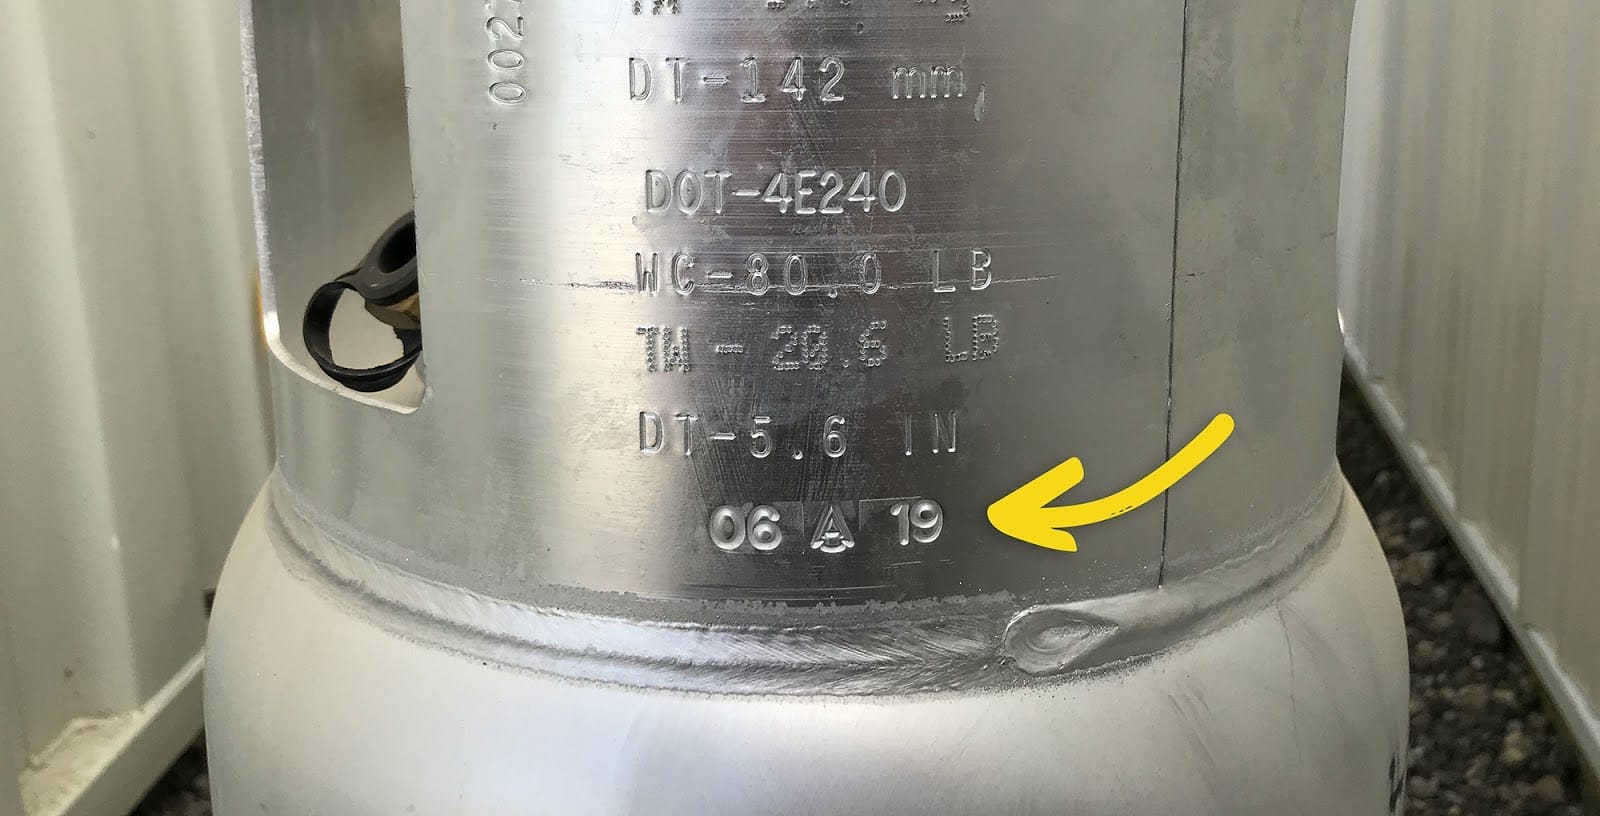 DT-142 mm,
DOT-4E240
WC-80.0 LB
TW-20.6 LB
DT-5.6 IN
06 A 19